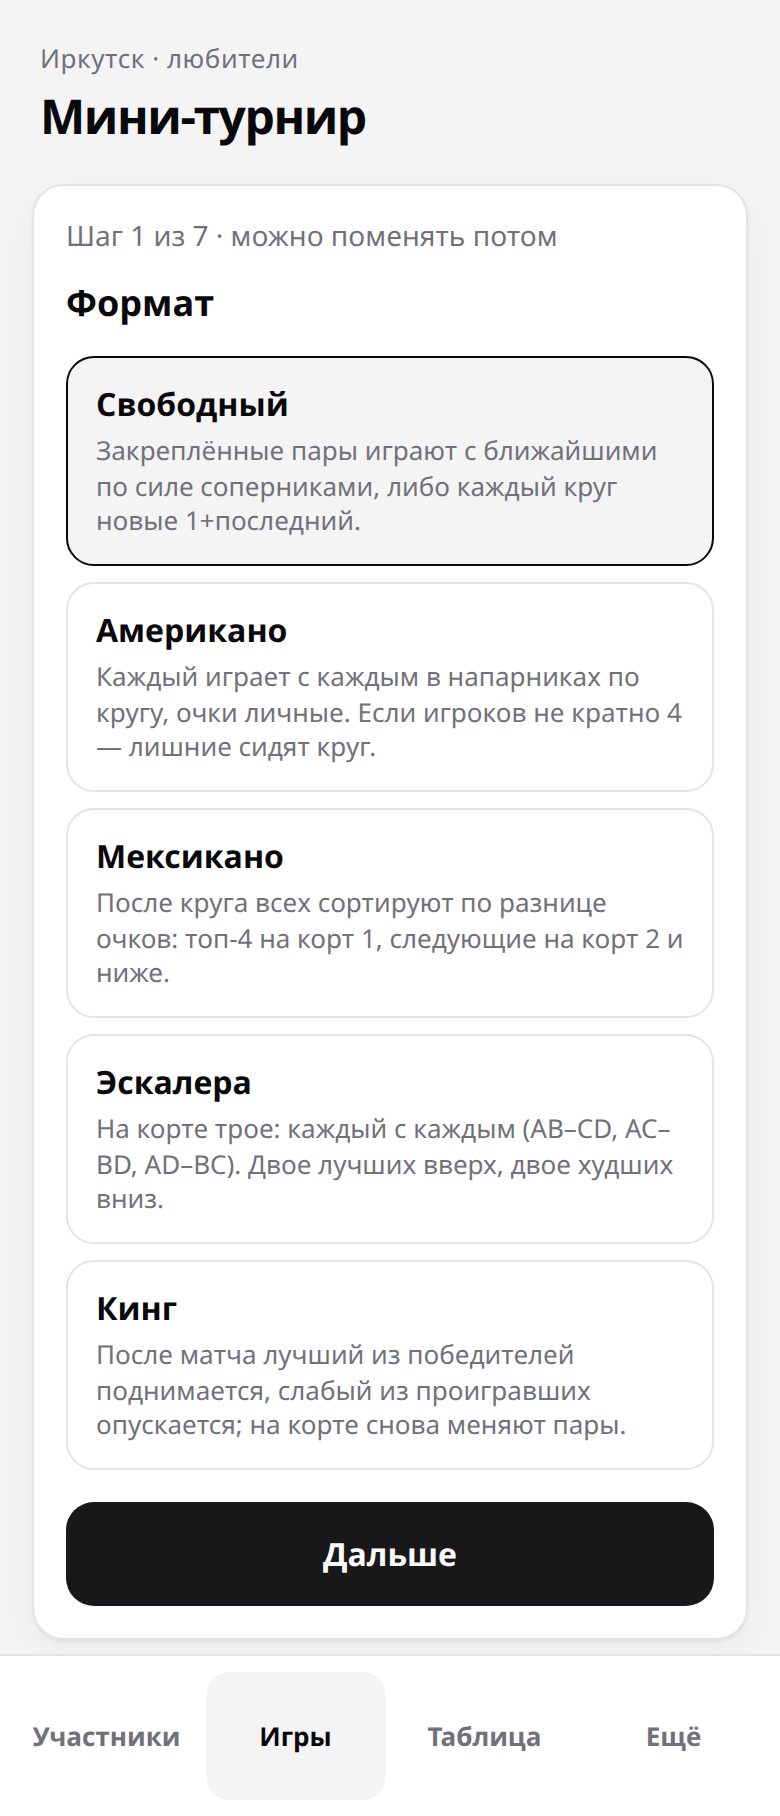 Иркутск · любители
Мини-турнир
Шаг 1 из 7 · можно поменять потом
Формат
Свободный
Закреплённые пары играют с ближайшими
по силе соперниками, либо каждый круг
новые 1+последний.
Американо
Каждый играет с каждым в напарниках по
кругу, очки личные. Если игроков не кратно 4
— лишние сидят круг.
Мексикано
После круга всех сортируют по разнице
очков: топ-4 на корт 1, следующие на корт 2 и
ниже.
Эскалера
На корте трое: каждый с каждым (AB–CD, AC–
BD, AD–BC). Двое лучших вверх, двое худших
вниз.
Кинг
После матча лучший из победителей
поднимается, слабый из проигравших
опускается; на корте снова меняют пары.
Дальше
Участники
Игры
Таблица
Ещё